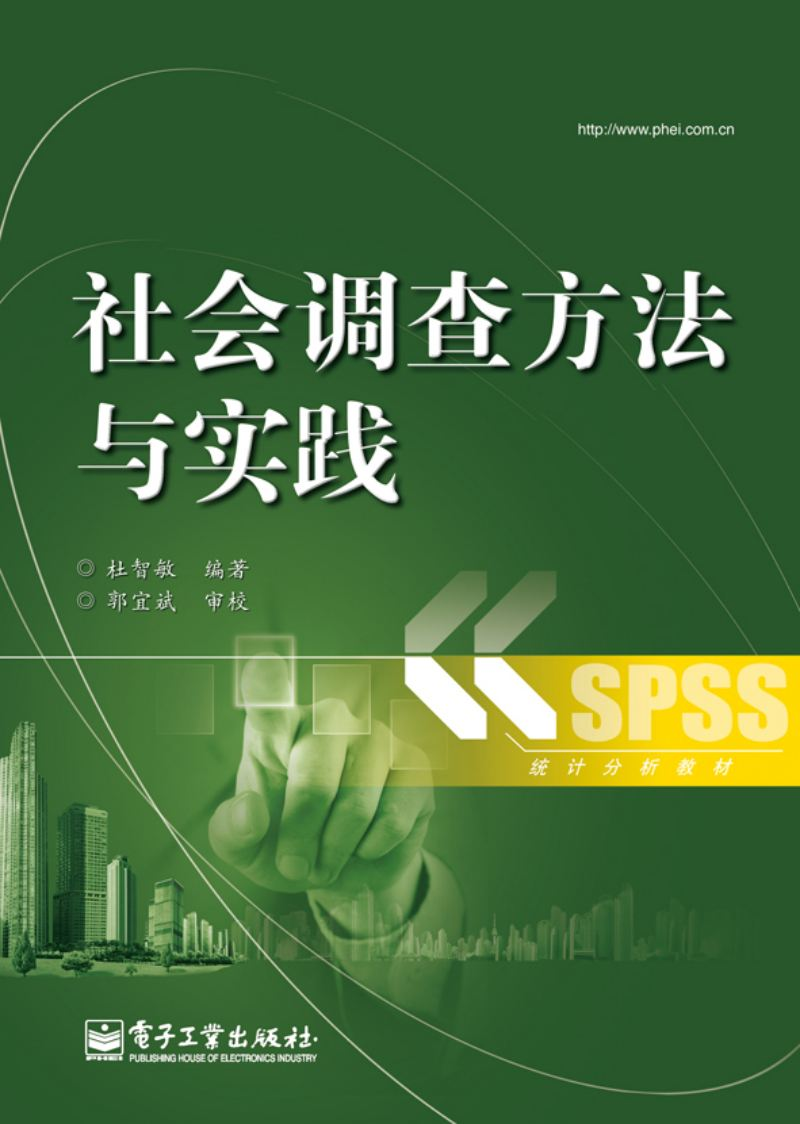 http://www.phei.com.cn
社会调查方法
与实践
◎ 杜智敏 编著
◎ 郭宜斌 审校
SPSS
统计分析教材
PHEI
電子工業出版社
PUBLISHING HOUSE OF ELECTRONICS INDUSTRY